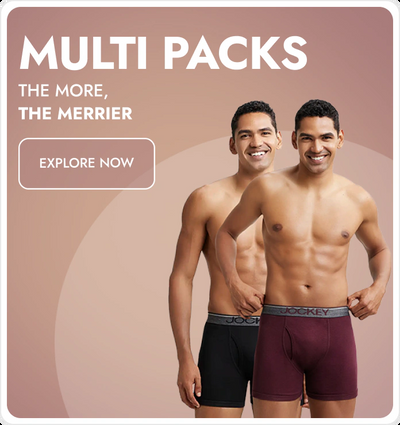 MULTI PACKS
THE MORE,
THE MERRIER
EXPLORE NOW
JOCKEY
JOCKEY